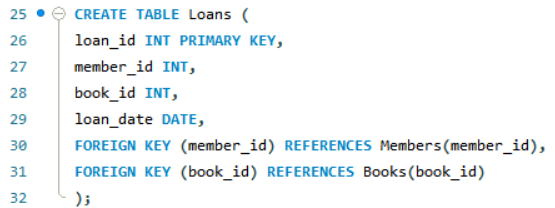 25 CREATE TABLE Loans (
26 loan_id INT PRIMARY KEY,
27 member_id INT,
28 book_id INT,
29 loan_date DATE,
30 FOREIGN KEY (member_id) REFERENCES Members(member_id),
31 FOREIGN KEY (book_id) REFERENCES Books(book_id)
32 );